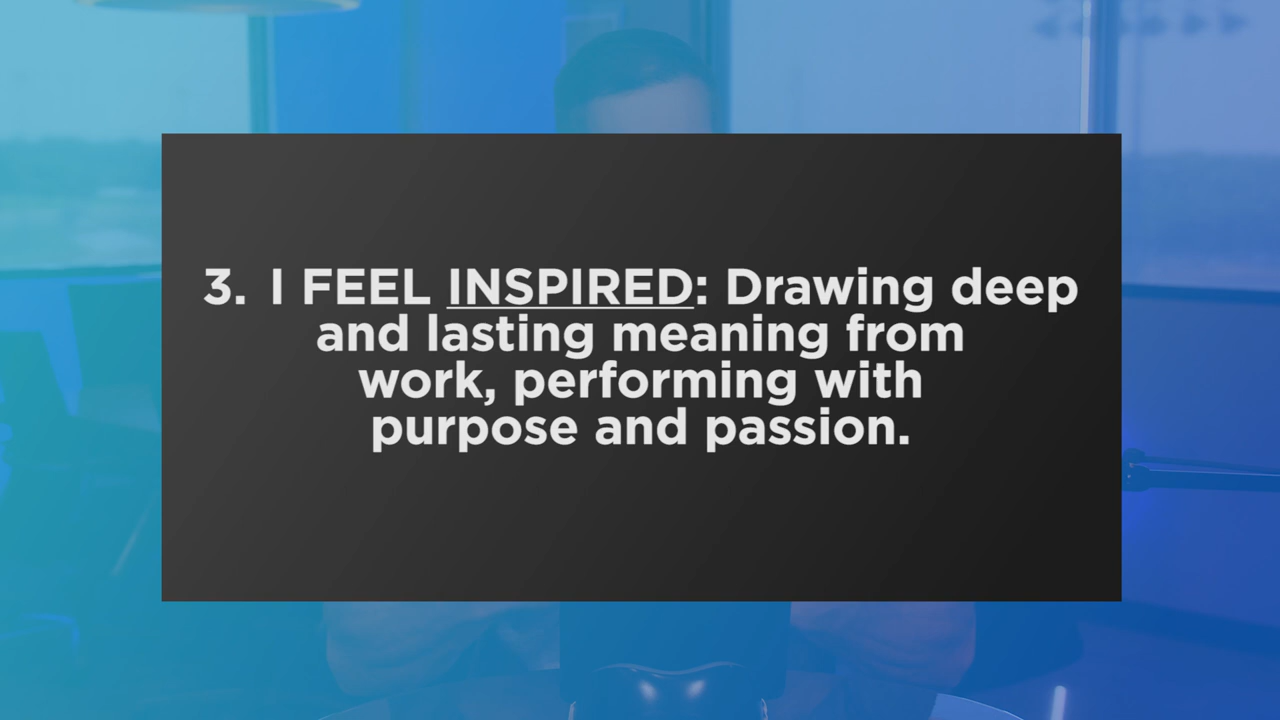 3. I FEEL INSPIRED: Drawing deep
and lasting meaning from
work, performing with
purpose and passion.